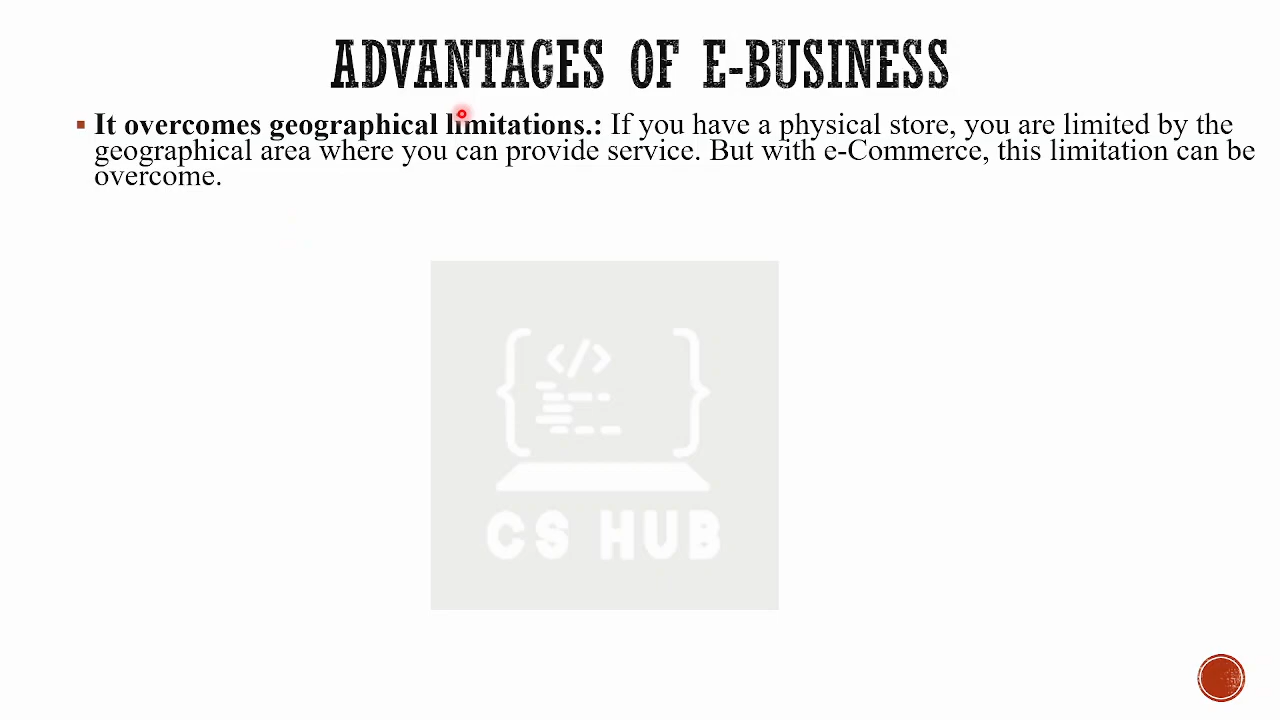 ADVANTAGES OF E-BUSINESS
▪ It overcomes geographical limitations.: If you have a physical store, you are limited by the
geographical area where you can provide service. But with e-Commerce, this limitation can be
overcome.
</>
CS HUB